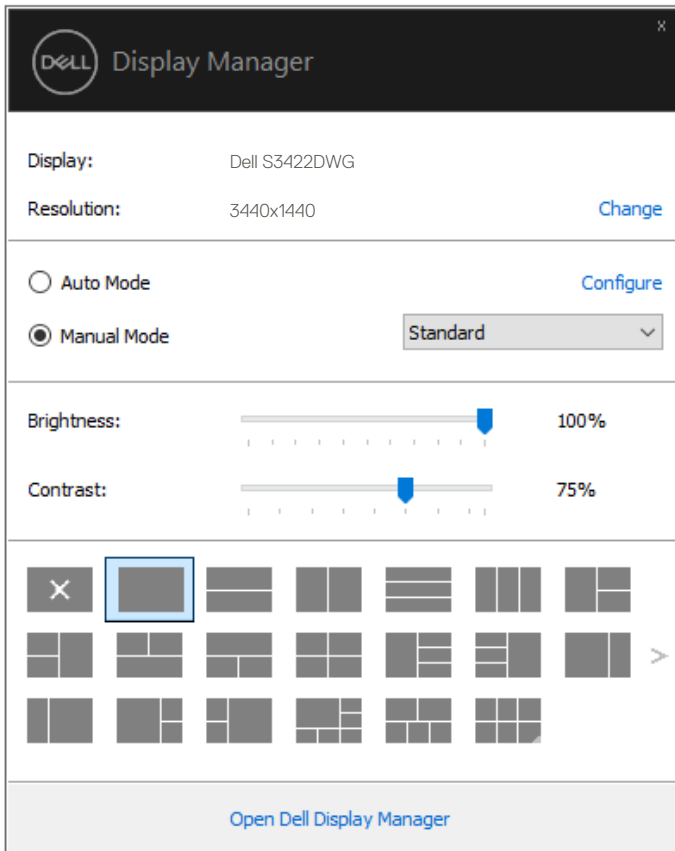 x
DELL Display Manager
Display: Dell S3422DWG
Resolution: 3440x1440 Change
Auto Mode Configure
Manual Mode Standard
Brightness: 100%
Contrast: 75%
Open Dell Display Manager